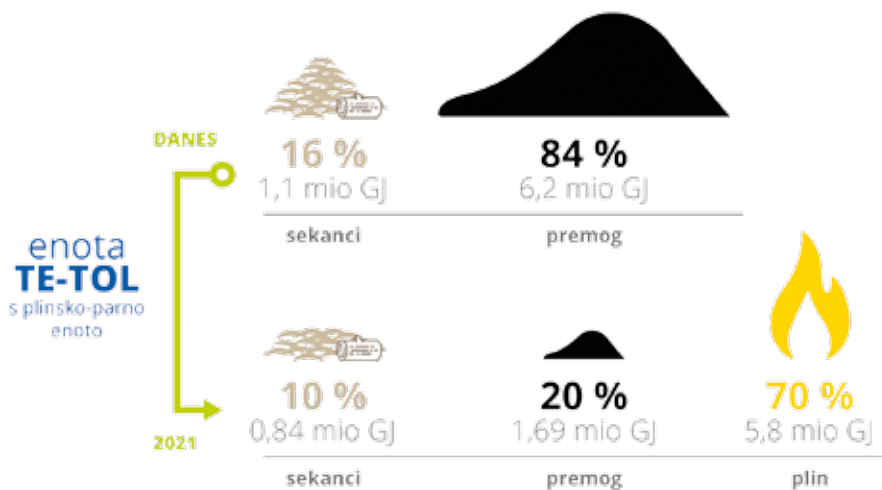 DANES
16 %
1,1 mio GJ
sekanci
84 %
6,2 mio GJ
premog
enota
TE-TOL
s plinsko-parno
enoto
2021
10 %
0,84 mio GJ
sekanci
20 %
1,69 mio GJ
premog
70 %
5,8 mio GJ
plin